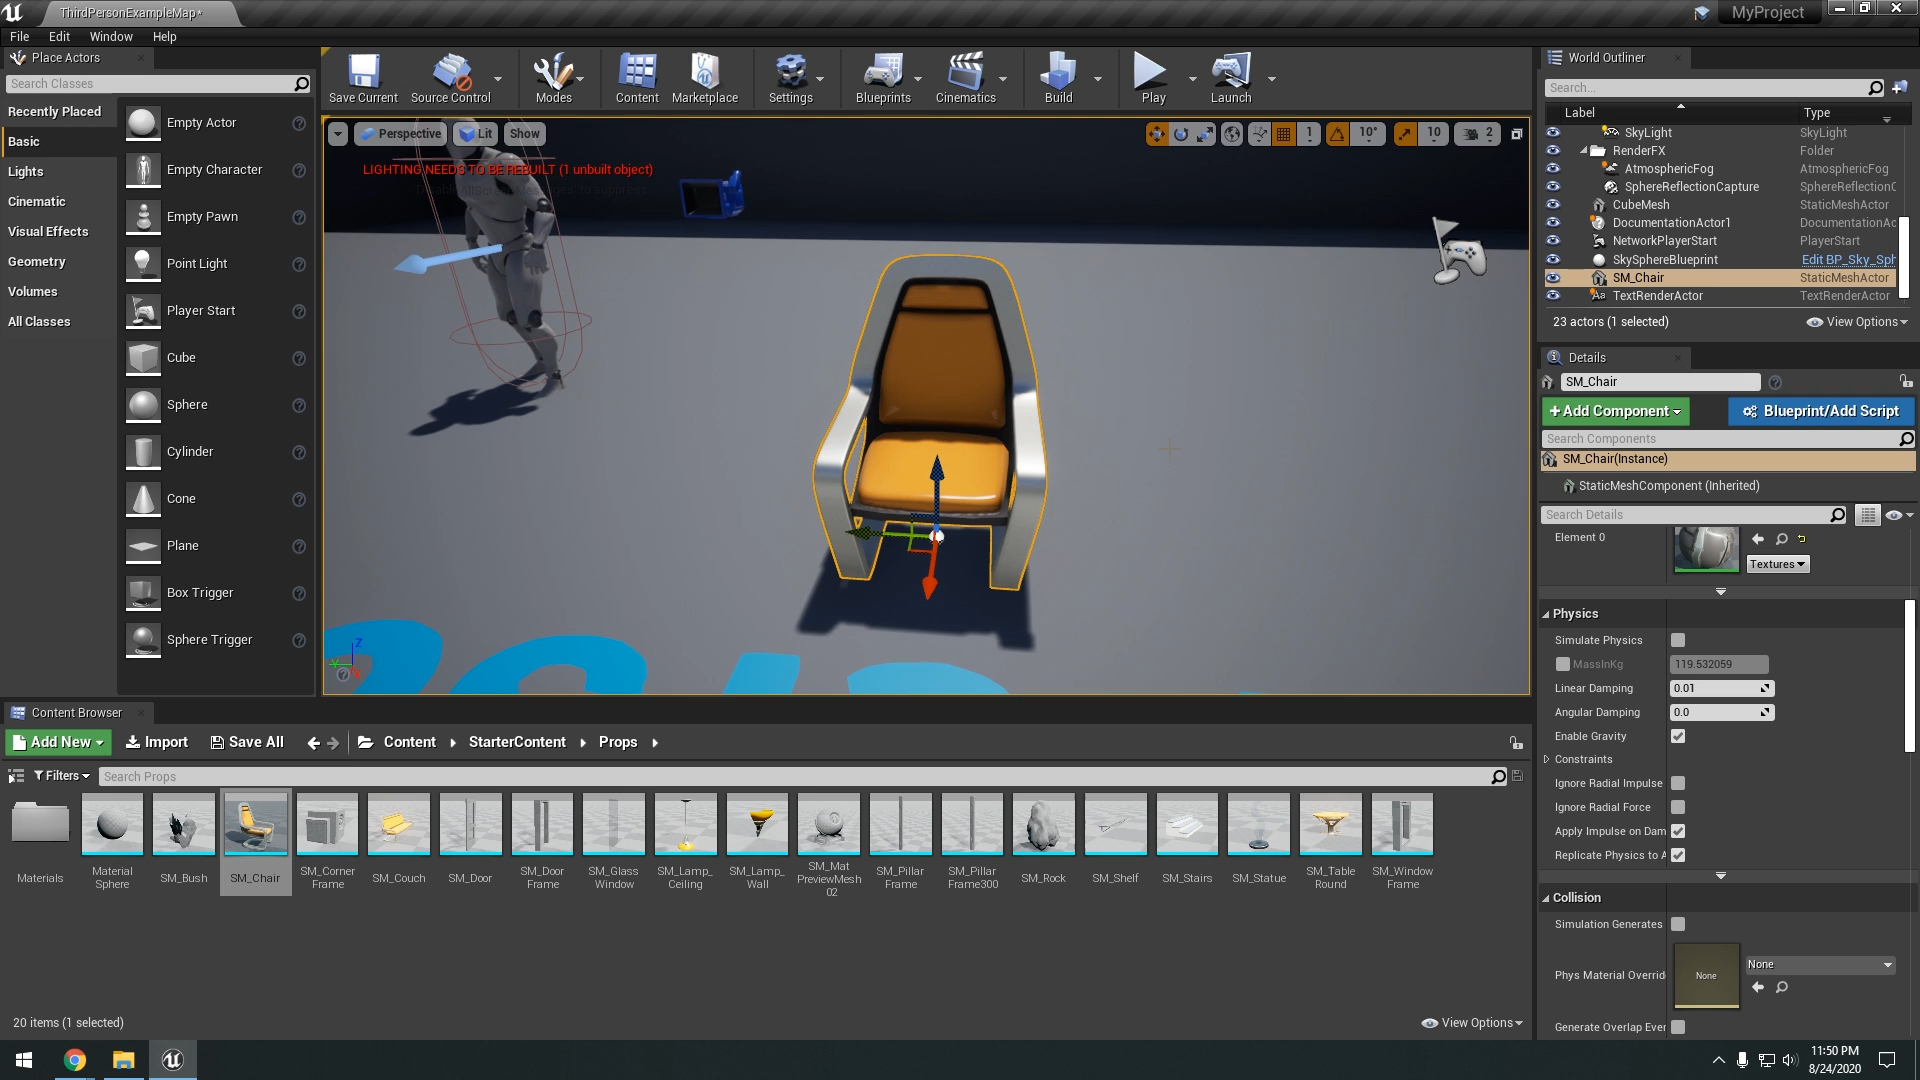 ThirdPersonExampleMap*
MyProject
File Edit Window Help
Place Actors
Search Classes
Recently Placed
Basic
Lights
Cinematic
Visual Effects
Geometry
Volumes
All Classes
Empty Actor
Empty Character
Empty Pawn
Point Light
Player Start
Cube
Sphere
Cylinder
Cone
Plane
Box Trigger
Sphere Trigger
Save Current
Source Control
Modes
Content
Marketplace
Settings
Blueprints
Cinematics
Build
Play
Launch
Perspective Lit Show
1 10° 10 2
LIGHTING NEEDS TO BE REBUILT (1 unbuilt object)
'DisableAllScreenMessages' to suppress
Z
Y
World Outliner
Search...
Label Type
SkyLight SkyLight
RenderFX Folder
AtmosphericFog AtmosphericFog
SphereReflectionCapture SphereReflectionC
CubeMesh StaticMeshActor
DocumentationActor1 DocumentationAc
NetworkPlayerStart PlayerStart
SkySphereBlueprint Edit BP_Sky_Sph
SM_Chair StaticMeshActor
TextRenderActor TextRenderActor
23 actors (1 selected) View Options
Details
SM_Chair
+Add Component Blueprint/Add Script
Search Components
SM_Chair(Instance)
StaticMeshComponent (Inherited)
Search Details
Element 0
Textures
Physics
Simulate Physics
MassInKg 119.532059
Linear Damping 0.01
Angular Damping 0.0
Enable Gravity
Constraints
Ignore Radial Impulse
Ignore Radial Force
Apply Impulse on Dam
Replicate Physics to A
Collision
Simulation Generates
Phys Material Overrid None None
Generate Overlap Ever
Content Browser
Add New Import Save All Content StarterContent Props
Filters Search Props
Materials
Material Sphere
SM_Bush
SM_Chair
SM_Corner Frame
SM_Couch
SM_Door
SM_Door Frame
SM_Glass Window
SM_Lamp_ Ceiling
SM_Lamp_ Wall
SM_Mat PreviewMesh 02
SM_Pillar Frame
SM_Pillar Frame300
SM_Rock
SM_Shelf
SM_Stairs
SM_Statue
SM_Table Round
SM_Window Frame
20 items (1 selected) View Options
11:50 PM
8/24/2020